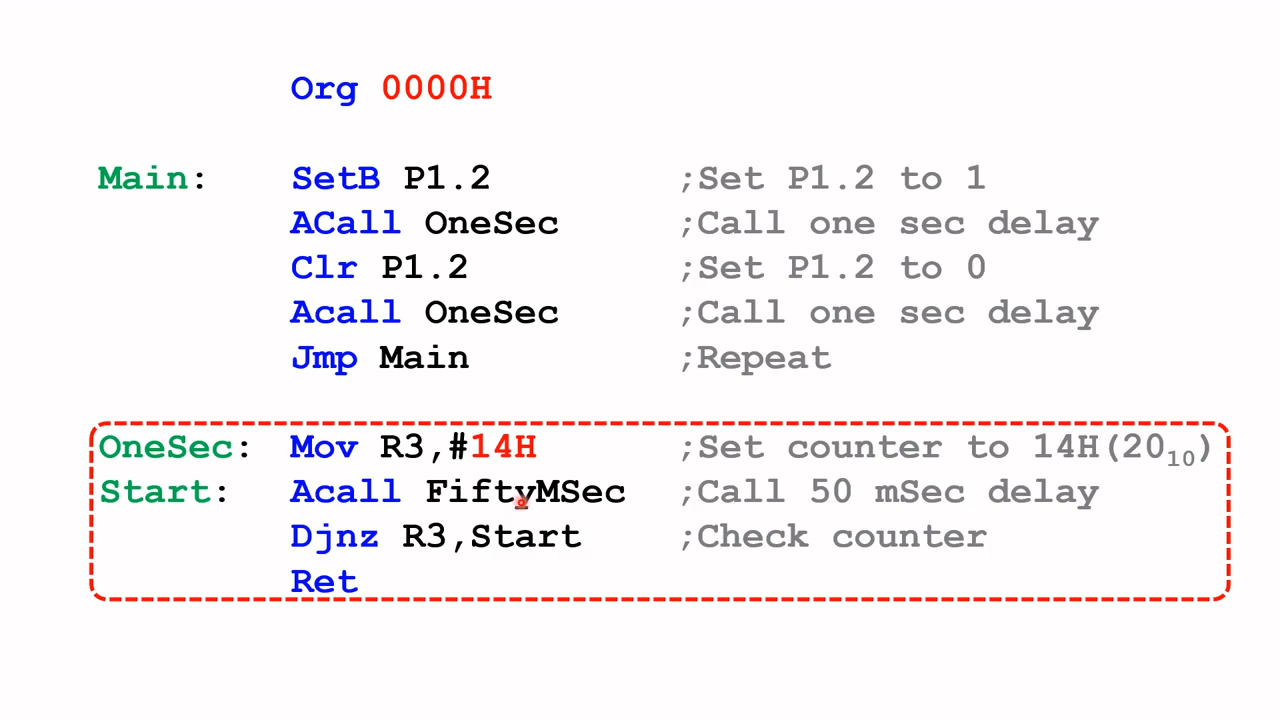 Org 0000H
Main: SetB P1.2 ;Set P1.2 to 1
ACall OneSec ;Call one sec delay
Clr P1.2 ;Set P1.2 to 0
Acall OneSec ;Call one sec delay
Jmp Main ;Repeat
OneSec: Mov R3,#14H ;Set counter to 14H(20₁₀)
Start: Acall FiftyMSec ;Call 50 mSec delay
Djnz R3,Start ;Check counter
Ret